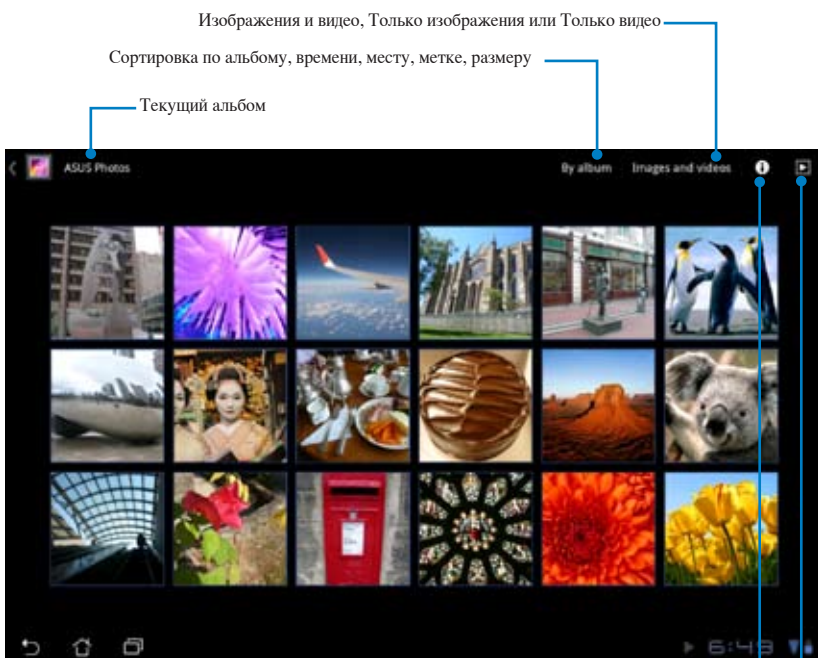 Изображения и видео, Только изображения или Только видео
Сортировка по альбому, времени, месту, метке, размеру
Текущий альбом
ASUS Photos
By album
Images and videos
6:49